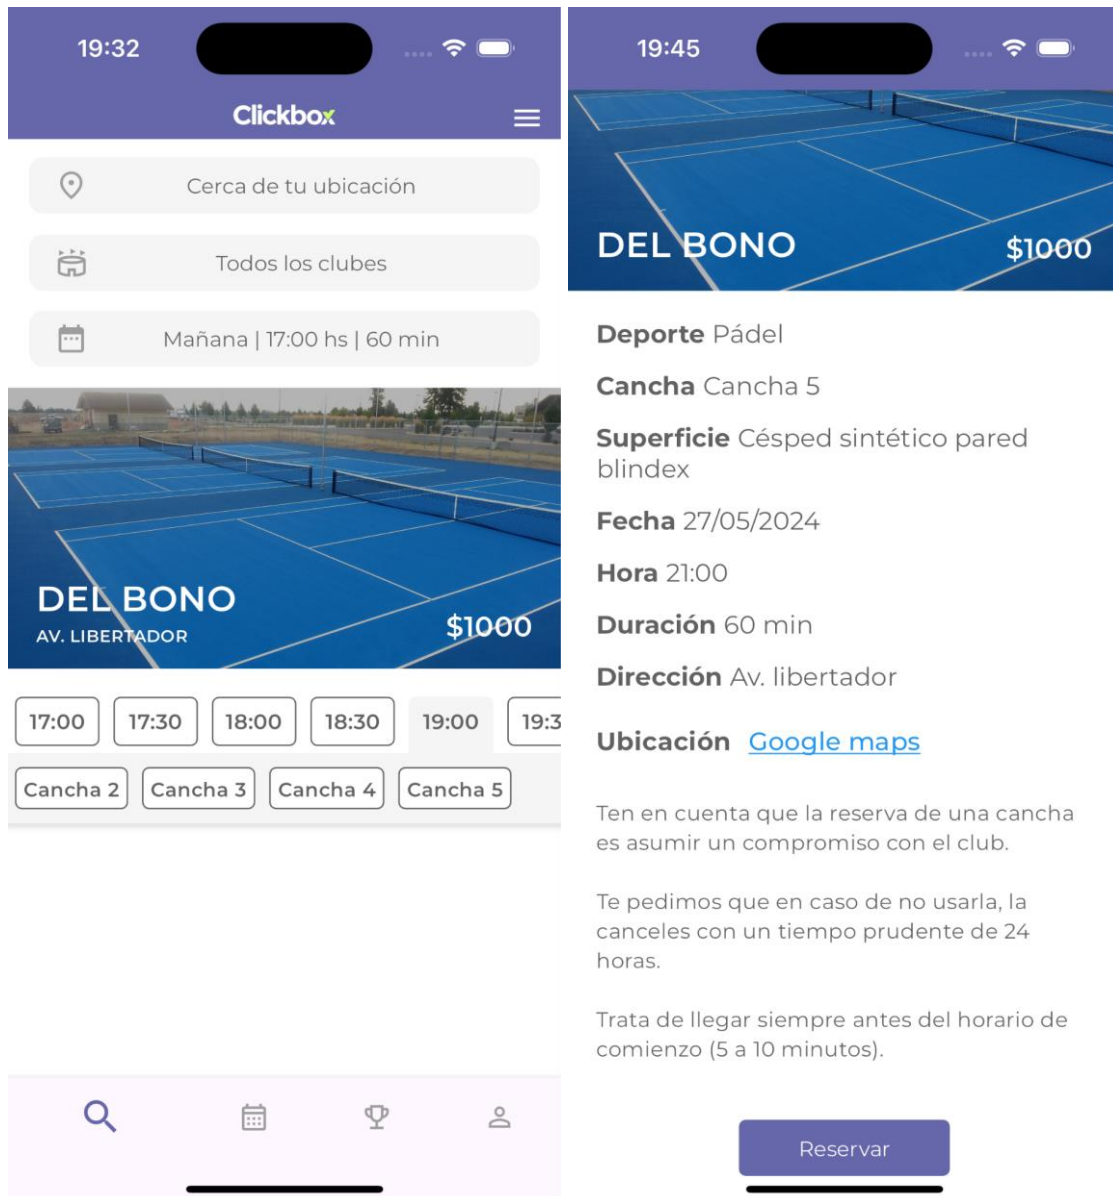 19:32
Clickbox
Cerca de tu ubicación
Todos los clubes
Mañana | 17:00 hs | 60 min
DEL BONO
AV. LIBERTADOR
$1000
17:00 17:30 18:00 18:30 19:00 19:3
Cancha 2 Cancha 3 Cancha 4 Cancha 5
19:45
DEL BONO $1000
Deporte Pádel
Cancha Cancha 5
Superficie Césped sintético pared
blindex
Fecha 27/05/2024
Hora 21:00
Duración 60 min
Dirección Av. libertador
Ubicación Google maps
Ten en cuenta que la reserva de una cancha
es asumir un compromiso con el club.
Te pedimos que en caso de no usarla, la
canceles con un tiempo prudente de 24
horas.
Trata de llegar siempre antes del horario de
comienzo (5 a 10 minutos).
Reservar